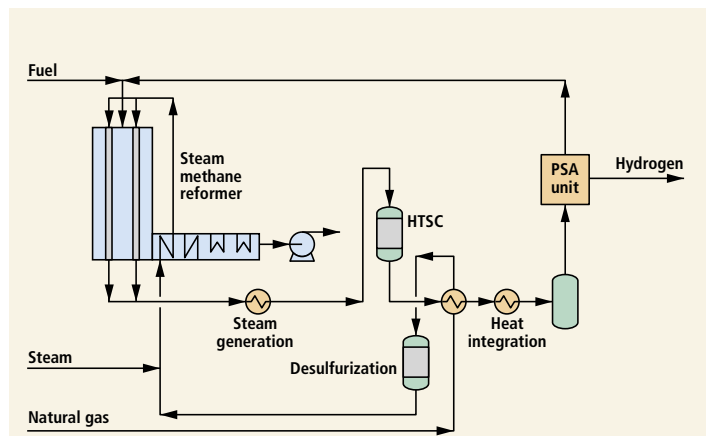 Fuel
Steam
methane
reformer
PSA
unit
Hydrogen
HTSC
Steam
generation
Heat
integration
Desulfurization
Steam
Natural gas